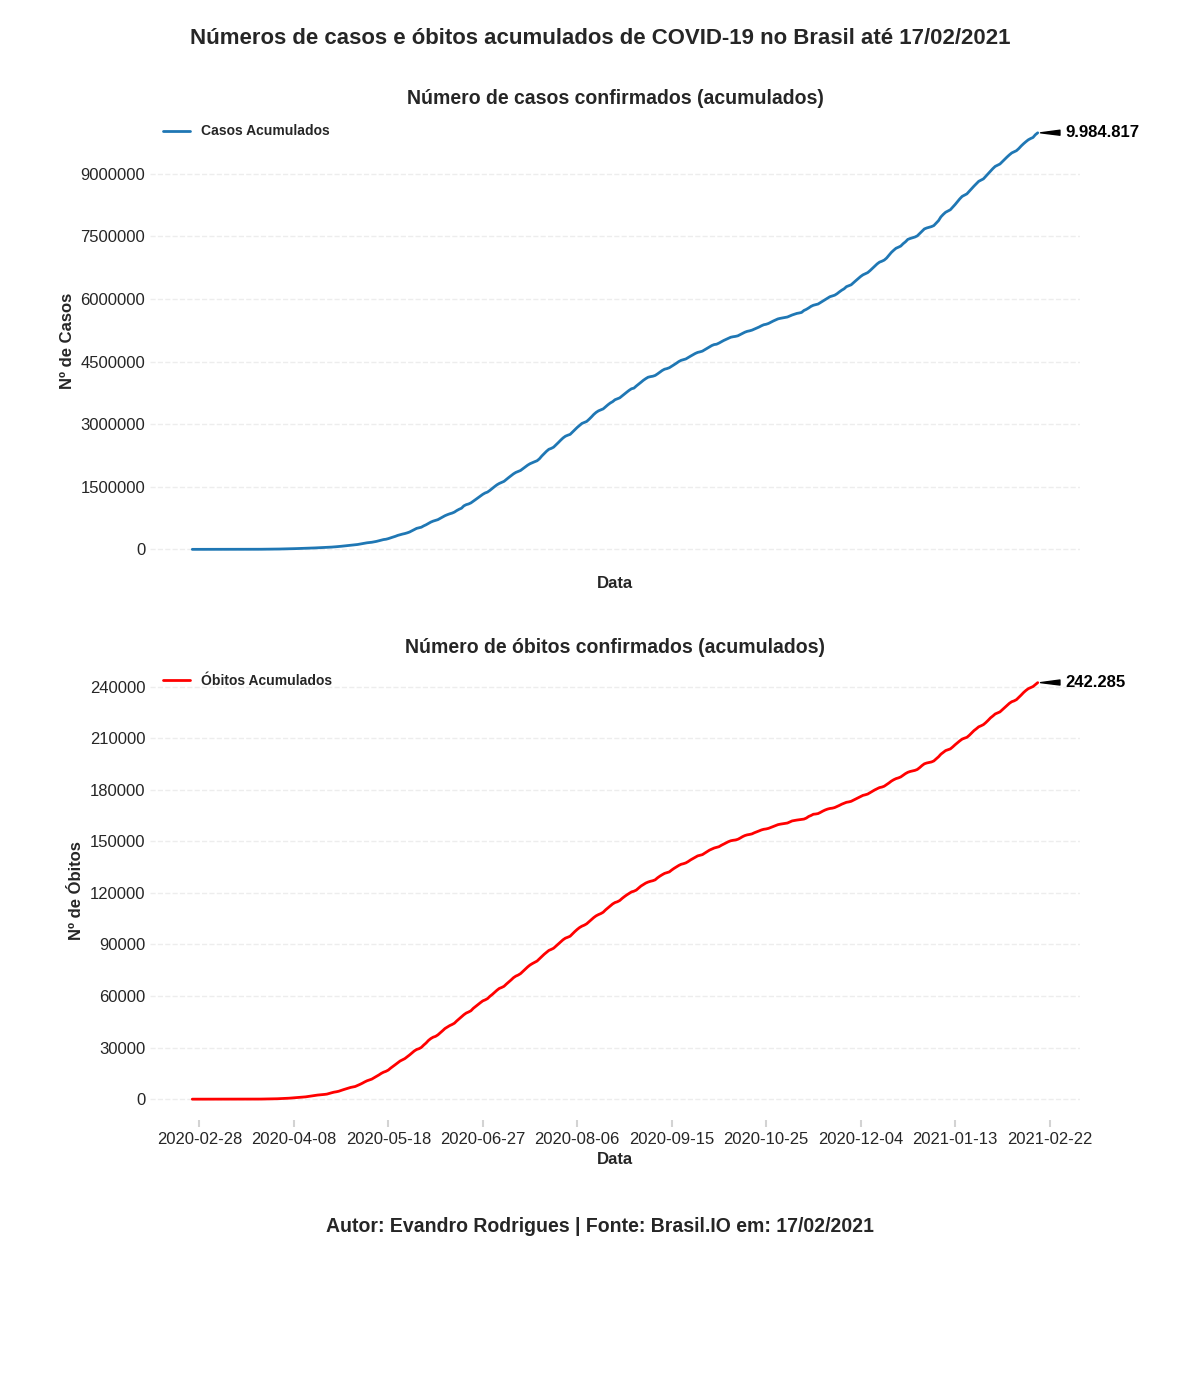 Números de casos e óbitos acumulados de COVID-19 no Brasil até 17/02/2021
Número de casos confirmados (acumulados)
Casos Acumulados
9.984.817
9000000
7500000
6000000
4500000
3000000
1500000
0
Nº de Casos
Data
Número de óbitos confirmados (acumulados)
Óbitos Acumulados
242.285
240000
210000
180000
150000
120000
90000
60000
30000
0
Nº de Óbitos
2020-02-28 2020-04-08 2020-05-18 2020-06-27 2020-08-06 2020-09-15 2020-10-25 2020-12-04 2021-01-13 2021-02-22
Data
Autor: Evandro Rodrigues | Fonte: Brasil.IO em: 17/02/2021